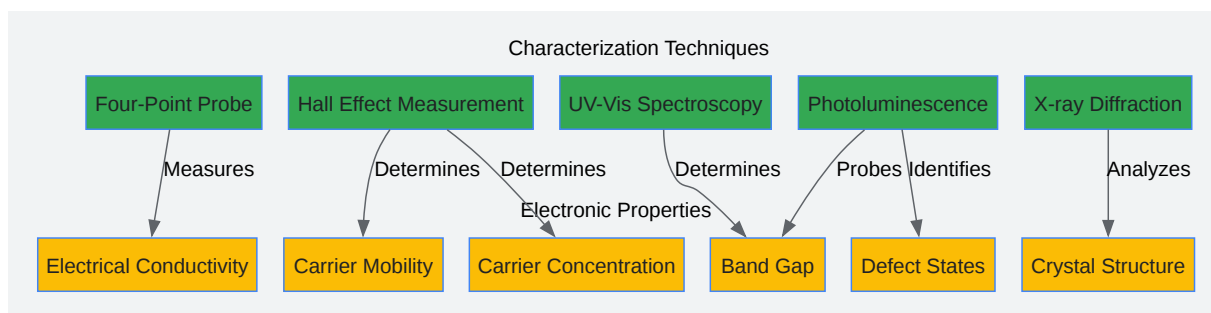 Characterization Techniques
Four-Point Probe
Hall Effect Measurement
UV-Vis Spectroscopy
Photoluminescence
X-ray Diffraction
Measures
Determines
Determines
Determines
Probes
Identifies
Analyzes
Electronic Properties
Electrical Conductivity
Carrier Mobility
Carrier Concentration
Band Gap
Defect States
Crystal Structure